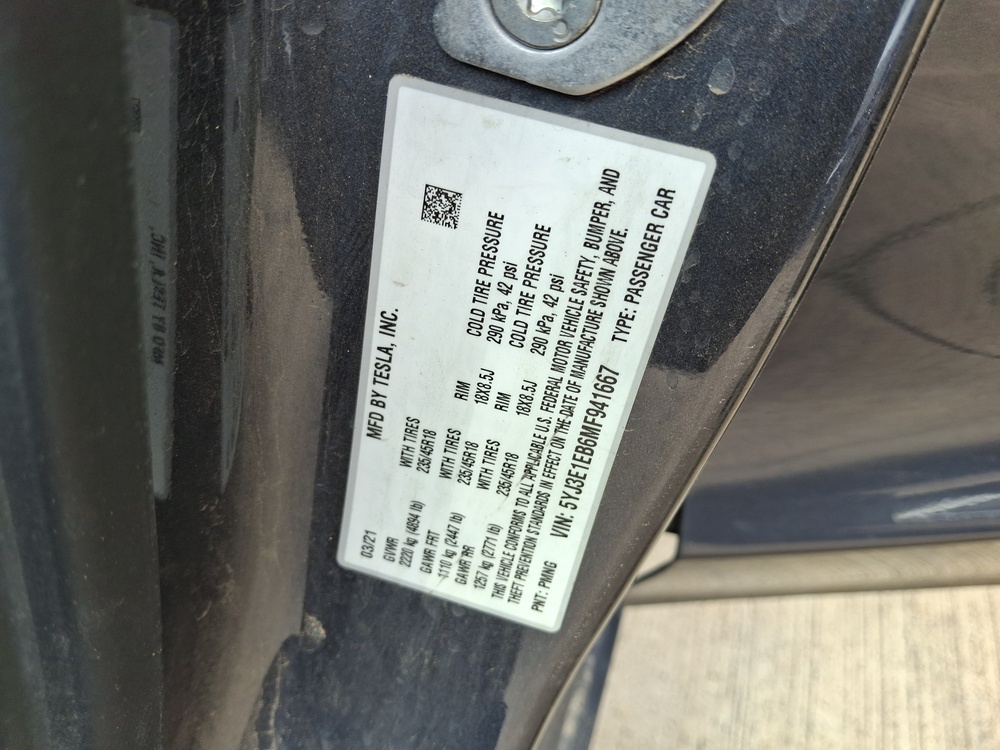 MFD BY TESLA, INC.
03/21
GVWR WITH TIRES RIM COLD TIRE PRESSURE
2220 kg (4894 lb) 235/45R18 18X8.5J 290 kPa, 42 psi
GAWR FRT WITH TIRES RIM COLD TIRE PRESSURE
1110 kg (2447 lb) 235/45R18 18X8.5J 290 kPa, 42 psi
GAWR RR WITH TIRES
1257 kg (2771 lb) 235/45R18
THIS VEHICLE CONFORMS TO ALL APPLICABLE U.S. FEDERAL MOTOR VEHICLE SAFETY, BUMPER, AND
THEFT PREVENTION STANDARDS IN EFFECT ON THE DATE OF MANUFACTURE SHOWN ABOVE.
VIN: 5YJ3E1EB6MF941667 TYPE: PASSENGER CAR
PNT: PMNG